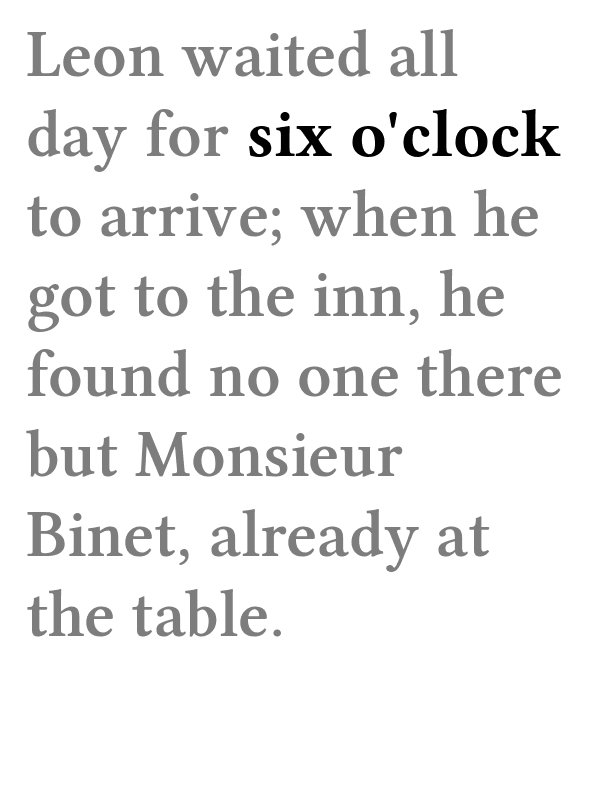 Leon waited all
day for six o'clock
to arrive; when he
got to the inn, he
found no one there
but Monsieur
Binet, already at
the table.